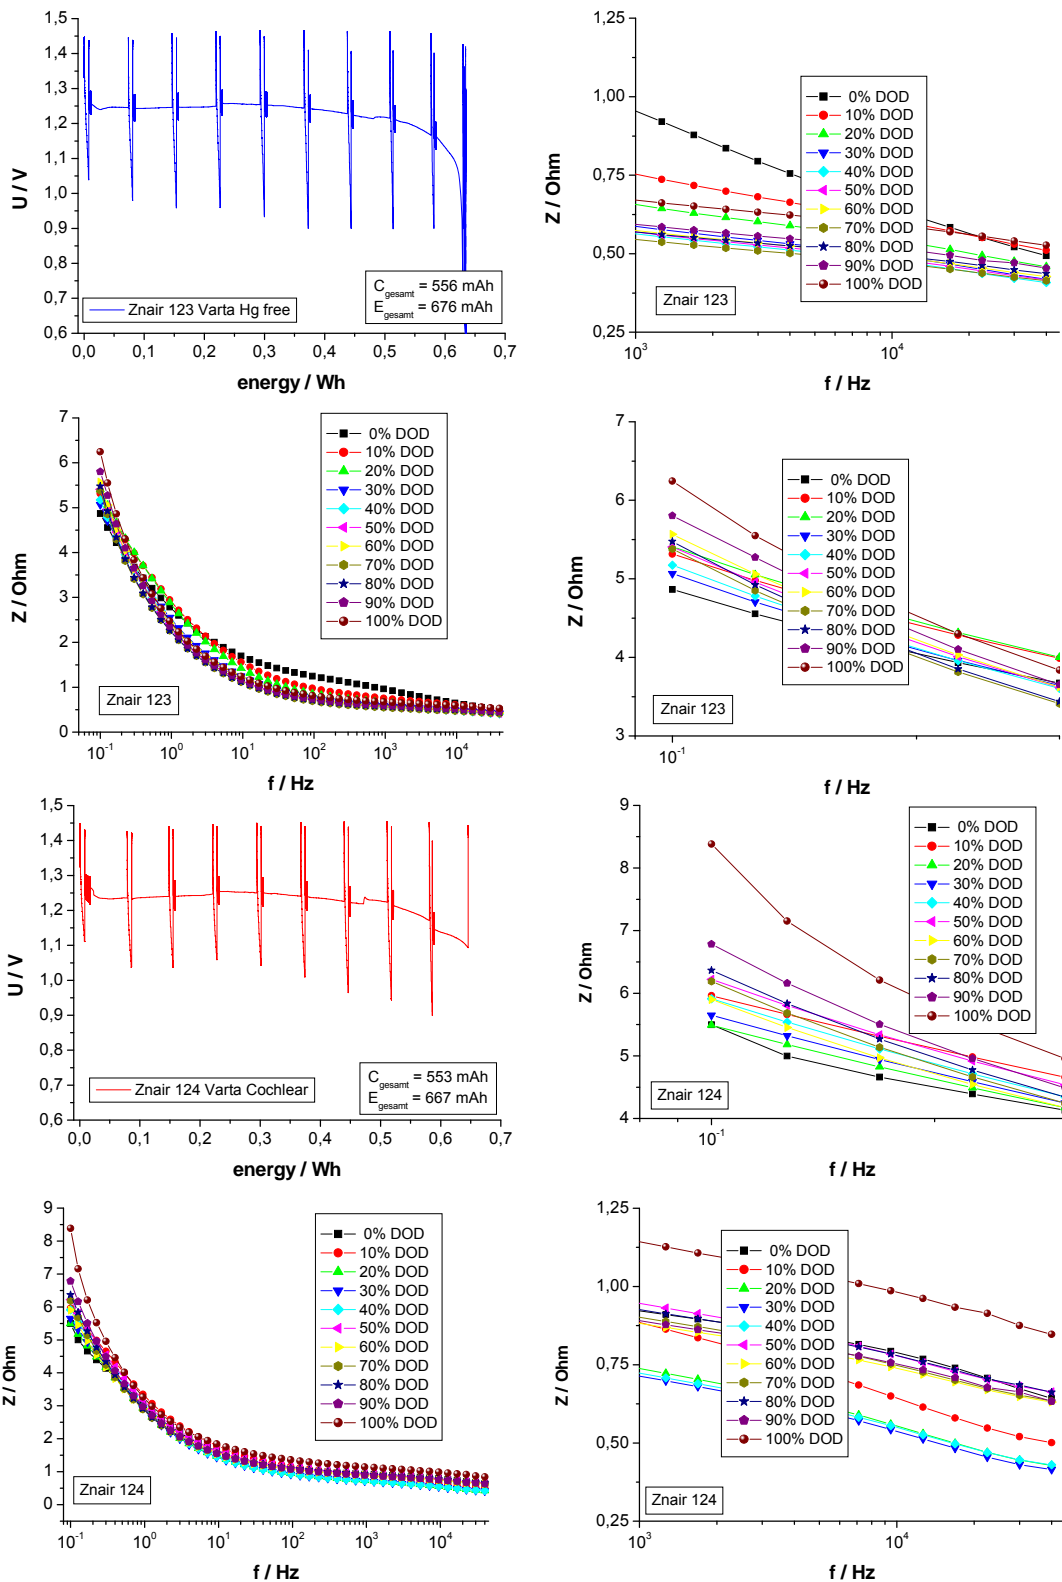 1,5
1,4
1,3
1,2
1,1
1,0
0,9
0,8
0,7
0,6
U / V
0,0 0,1 0,2 0,3 0,4 0,5 0,6 0,7
energy / Wh
Znair 123 Varta Hg free
C gesamt = 556 mAh
E gesamt = 676 mAh
1,25
1,00
0,75
0,50
0,25
Z / Ohm
10³ 10⁴
f / Hz
Znair 123
0% DOD
10% DOD
20% DOD
30% DOD
40% DOD
50% DOD
60% DOD
70% DOD
80% DOD
90% DOD
100% DOD
7
6
5
4
3
2
1
0
Z / Ohm
10⁻¹ 10⁰ 10¹ 10² 10³ 10⁴
f / Hz
Znair 123
0% DOD
10% DOD
20% DOD
30% DOD
40% DOD
50% DOD
60% DOD
70% DOD
80% DOD
90% DOD
100% DOD
7
6
5
4
3
Z / Ohm
10⁻¹
f / Hz
Znair 123
0% DOD
10% DOD
20% DOD
30% DOD
40% DOD
50% DOD
60% DOD
70% DOD
80% DOD
90% DOD
100% DOD
1,5
1,4
1,3
1,2
1,1
1,0
0,9
0,8
0,7
0,6
U / V
0,0 0,1 0,2 0,3 0,4 0,5 0,6 0,7
energy / Wh
Znair 124 Varta Cochlear
C gesamt = 553 mAh
E gesamt = 667 mAh
9
8
7
6
5
4
Z / Ohm
10⁻¹
f / Hz
Znair 124
0% DOD
10% DOD
20% DOD
30% DOD
40% DOD
50% DOD
60% DOD
70% DOD
80% DOD
90% DOD
100% DOD
9
8
7
6
5
4
3
2
1
0
Z / Ohm
10⁻¹ 10⁰ 10¹ 10² 10³ 10⁴
f / Hz
Znair 124
0% DOD
10% DOD
20% DOD
30% DOD
40% DOD
50% DOD
60% DOD
70% DOD
80% DOD
90% DOD
100% DOD
1,25
1,00
0,75
0,50
0,25
Z / Ohm
10³ 10⁴
f / Hz
Znair 124
0% DOD
10% DOD
20% DOD
30% DOD
40% DOD
50% DOD
60% DOD
70% DOD
80% DOD
90% DOD
100% DOD